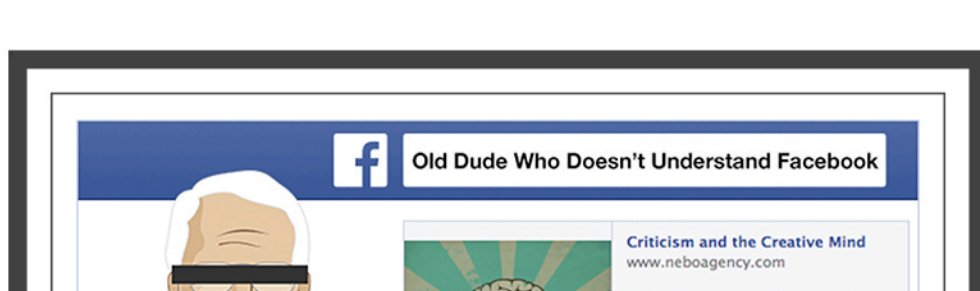 f
Old Dude Who Doesn't Understand Facebook
Criticism and the Creative Mind
www.neboagency.com